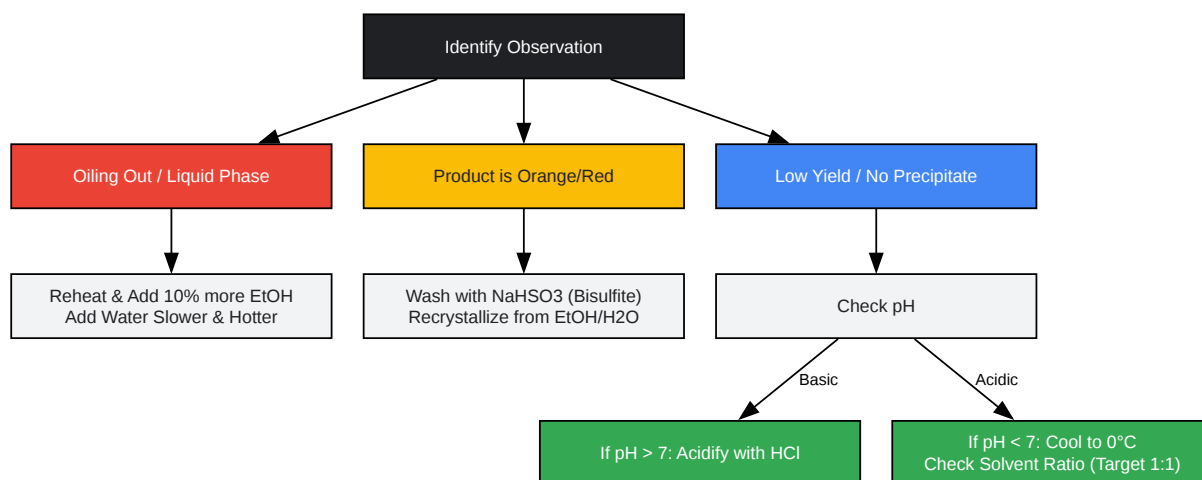 Identify Observation
Oiling Out / Liquid Phase
Product is Orange/Red
Low Yield / No Precipitate
Reheat & Add 10% more EtOH
Add Water Slower & Hotter
Wash with NaHSO3 (Bisulfite)
Recrystallize from EtOH/H2O
Check pH
Basic
Acidic
If pH > 7: Acidify with HCl
If pH < 7: Cool to 0°C
Check Solvent Ratio (Target 1:1)